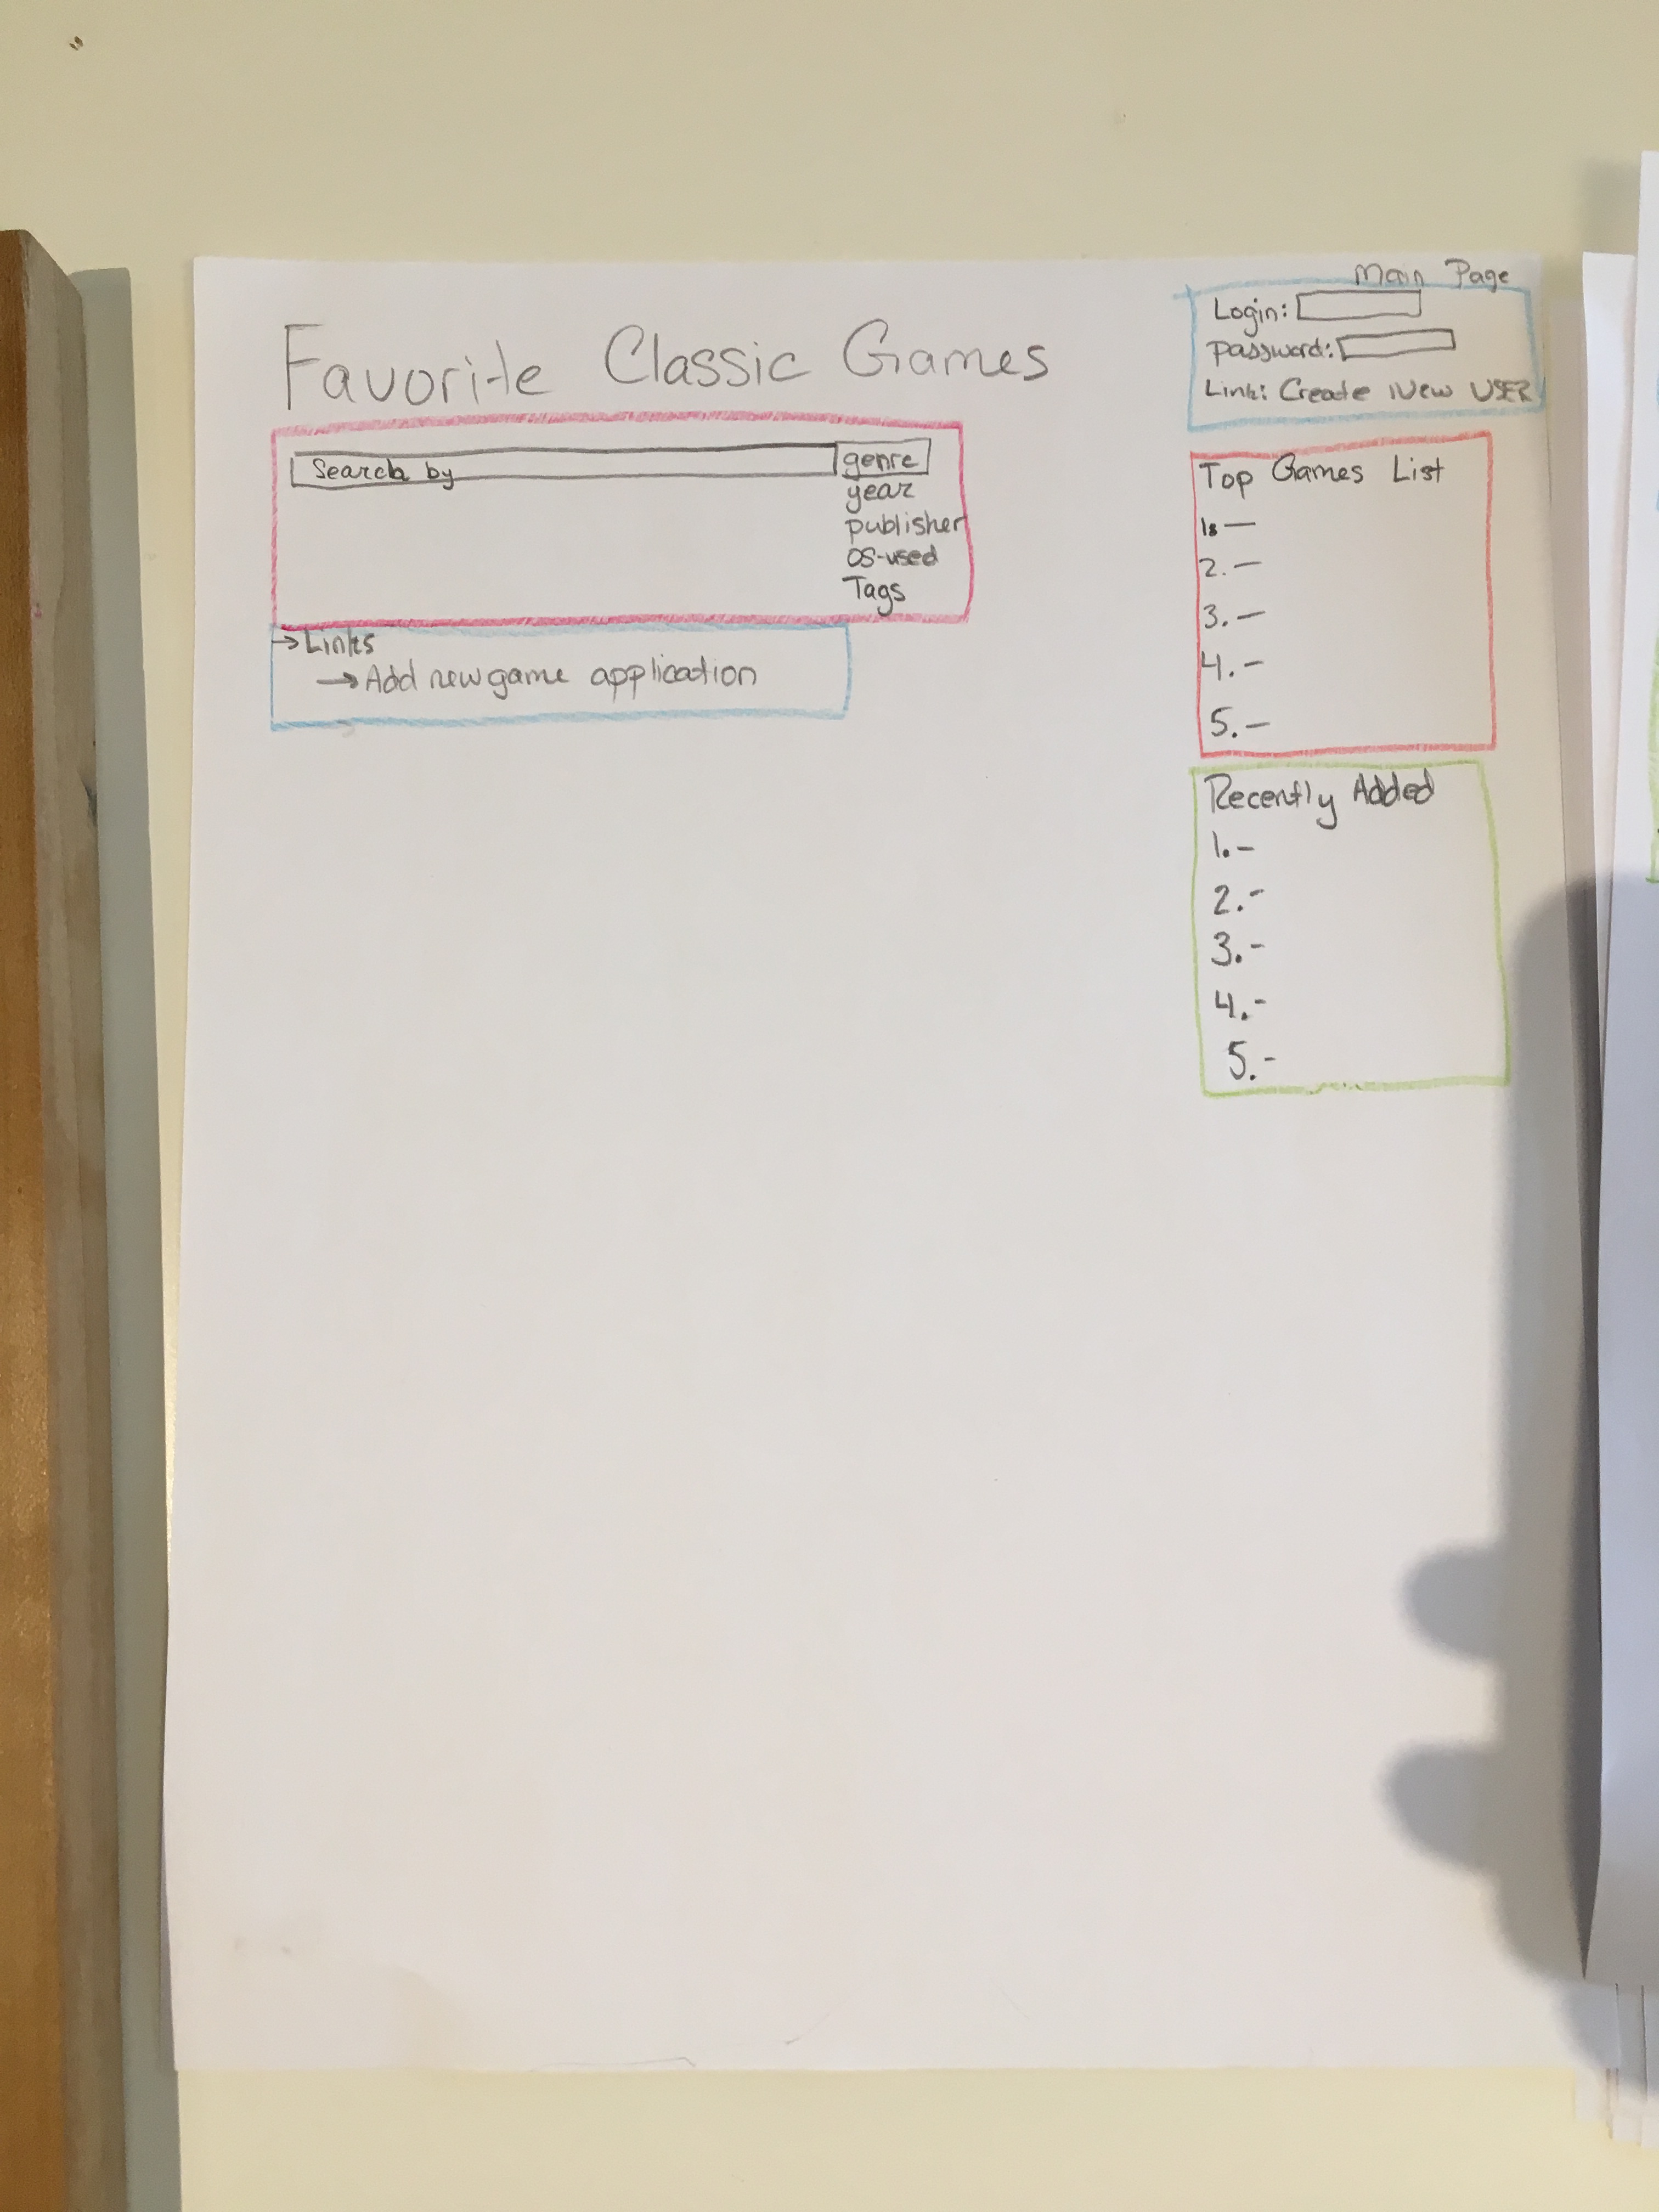 Main Page
Favorite Classic Games
Login:
Password:
Link: Create New USER
Search by
genre
year
publisher
OS-used
Tags
→Links
→Add new game application
Top Games List
1. —
2. —
3. —
4. —
5. —
Recently Added
1. -
2. -
3. -
4. -
5. -